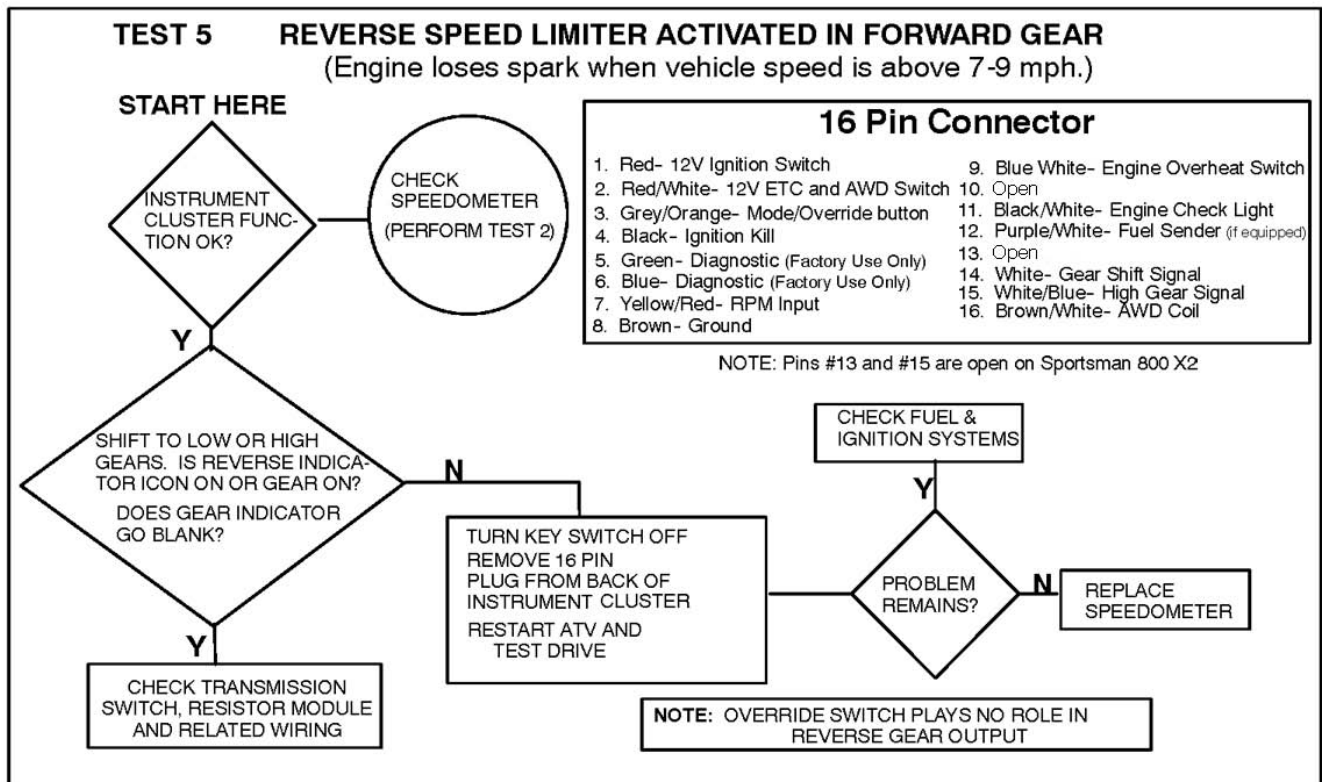 TEST 5 REVERSE SPEED LIMITER ACTIVATED IN FORWARD GEAR
(Engine loses spark when vehicle speed is above 7-9 mph.)
START HERE
INSTRUMENT
CLUSTER FUNC-
TION OK?
CHECK
SPEEDOMETER
(PERFORM TEST 2)
16 Pin Connector
1. Red- 12V Ignition Switch
2. Red/White- 12V ETC and AWD Switch
3. Grey/Orange- Mode/Override button
4. Black- Ignition Kill
5. Green- Diagnostic (Factory Use Only)
6. Blue- Diagnostic (Factory Use Only)
7. Yellow/Red- RPM Input
8. Brown- Ground
9. Blue White- Engine Overheat Switch
10. Open
11. Black/White- Engine Check Light
12. Purple/White- Fuel Sender (if equipped)
13. Open
14. White- Gear Shift Signal
15. White/Blue- High Gear Signal
16. Brown/White- AWD Coil
NOTE: Pins #13 and #15 are open on Sportsman 800 X2
Y
SHIFT TO LOW OR HIGH
GEARS. IS REVERSE INDICA-
TOR ICON ON OR GEAR ON?
DOES GEAR INDICATOR
GO BLANK?
N
Y
CHECK TRANSMISSION
SWITCH, RESISTOR MODULE
AND RELATED WIRING
TURN KEY SWITCH OFF
REMOVE 16 PIN
PLUG FROM BACK OF
INSTRUMENT CLUSTER
RESTART ATV AND
TEST DRIVE
CHECK FUEL &
IGNITION SYSTEMS
Y
PROBLEM
REMAINS?
N
REPLACE
SPEEDOMETER
NOTE: OVERRIDE SWITCH PLAYS NO ROLE IN
REVERSE GEAR OUTPUT